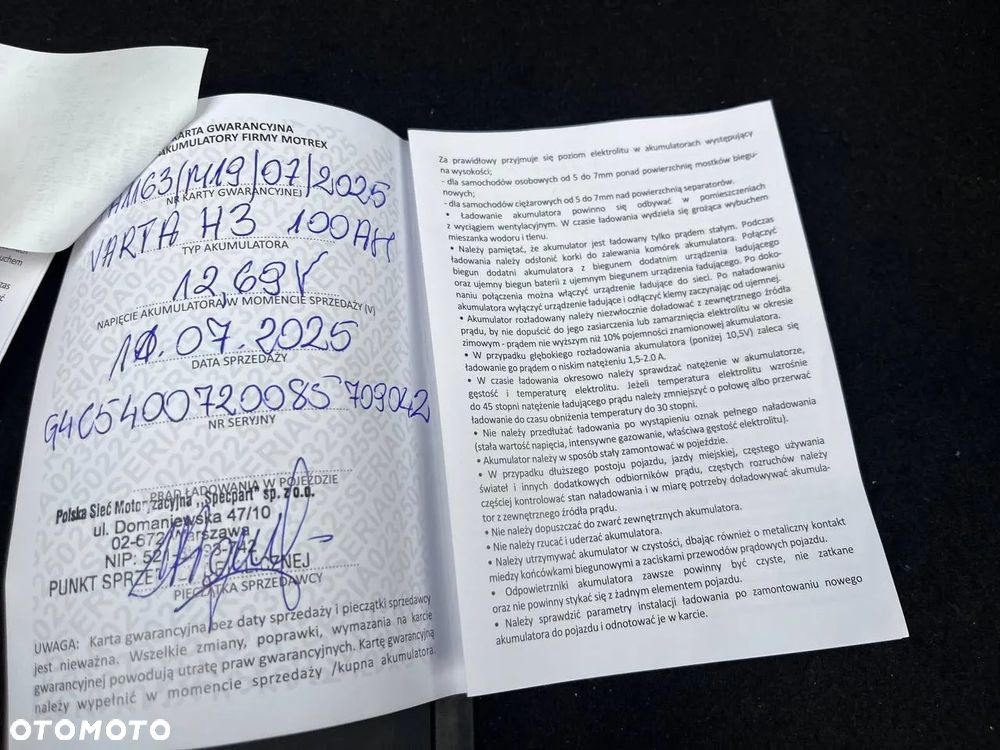 KARTA GWARANCYJNA
AKUMULATORY FIRMY MOTREX
1163/M19/07/2025
NR KARTY GWARANCYJNEJ
VARTA H3 100AH
TYP AKUMULATORA
12,69V
NAPIĘCIE AKUMULATORA W MOMENCIE SPRZEDAŻY (V)
.07.2025
DATA SPRZEDAŻY
G4C5400720085 709042
NR SERYJNY
PRĄD ŁADOWANIA W POJEŹDZIE
Polska Sieć Motoryzacyjna „Specpart” sp. z o.o.
ul. Domaniewska 47/10
02-672 Warszawa
NIP: 521
PUNKT
PIECZĄTKA SPRZEDAWCY
UWAGA: Karta gwarancyjna bez daty sprzedaży i pieczątki sprzedawcy
jest nieważna. Wszelkie zmiany, poprawki, wymazania na karcie
gwarancyjnej powodują utratę praw gwarancyjnych. Kartę gwarancyjną
należy wypełnić w momencie sprzedaży /kupna akumulatora.
Za prawidłowy przyjmuje się poziom elektrolitu w akumulatorach występujący
na wysokości;
- dla samochodów osobowych od 5 do 7mm ponad powierzchnię mostków biegu-
nowych;
- dla samochodów ciężarowych od 5 do 7mm nad powierzchnią separatorów.
• Ładowanie akumulatora powinno się odbywać w pomieszczeniach
z wyciągiem wentylacyjnym. W czasie ładowania wydziela się grożąca wybuchem
mieszanka wodoru i tlenu.
• Należy pamiętać, że akumulator jest ładowany tylko prądem stałym. Podczas
ładowania należy odsłonić korki do zalewania komórek akumulatora. Połączyć
biegun dodatni akumulatora z biegunem dodatnim urządzenia ładującego
oraz ujemny biegun baterii z ujemnym biegunem urządzenia ładującego. Po doko-
naniu połączenia można włączyć urządzenie ładujące do sieci. Po naładowaniu
akumulatora wyłączyć urządzenie ładujące i odłączyć klemy zaczynając od ujemnej.
• Akumulator rozładowany należy niezwłocznie doładować z zewnętrznego źródła
prądu, by nie dopuścić do jego zasiarczenia lub zamarznięcia elektrolitu w okresie
zimowym - prądem nie wyższym niż 10% pojemności znamionowej akumulatora.
• W przypadku głębokiego rozładowania akumulatora (poniżej 10,5V) zaleca się
ładowanie go prądem o niskim natężeniu 1,5-2.0 A.
• W czasie ładowania okresowo należy sprawdzać natężenie w akumulatorze,
gęstość i temperaturę elektrolitu. Jeżeli temperatura elektrolitu wzrośnie
do 45 stopni natężenie ładującego prądu należy zmniejszyć o połowę albo przerwać
ładowanie do czasu obniżenia temperatury do 30 stopni.
• Nie należy przedłużać ładowania po wystąpieniu oznak pełnego naładowania
(stała wartość napięcia, intensywne gazowanie, właściwa gęstość elektrolitu).
• Akumulator należy w sposób stały zamontować w pojeździe.
• W przypadku dłuższego postoju pojazdu, jazdy miejskiej, częstego używania
świateł i innych dodatkowych odbiorników prądu, częstych rozruchów należy
częściej kontrolować stan naładowania i w miarę potrzeby doładowywać akumula-
tor z zewnętrznego źródła prądu.
• Nie należy dopuszczać do zwarć zewnętrznych akumulatora.
• Nie należy rzucać i uderzać akumulatora.
• Należy utrzymywać akumulator w czystości, dbając również o metaliczny kontakt
między końcówkami biegunowymi a zaciskami przewodów prądowych pojazdu.
• Odpowietrzniki akumulatora zawsze powinny być czyste, nie zatkane
oraz nie powinny stykać się z żadnym elementem pojazdu.
• Należy sprawdzić parametry instalacji ładowania po zamontowaniu nowego
akumulatora do pojazdu i odnotować je w karcie.
OTOMOTO